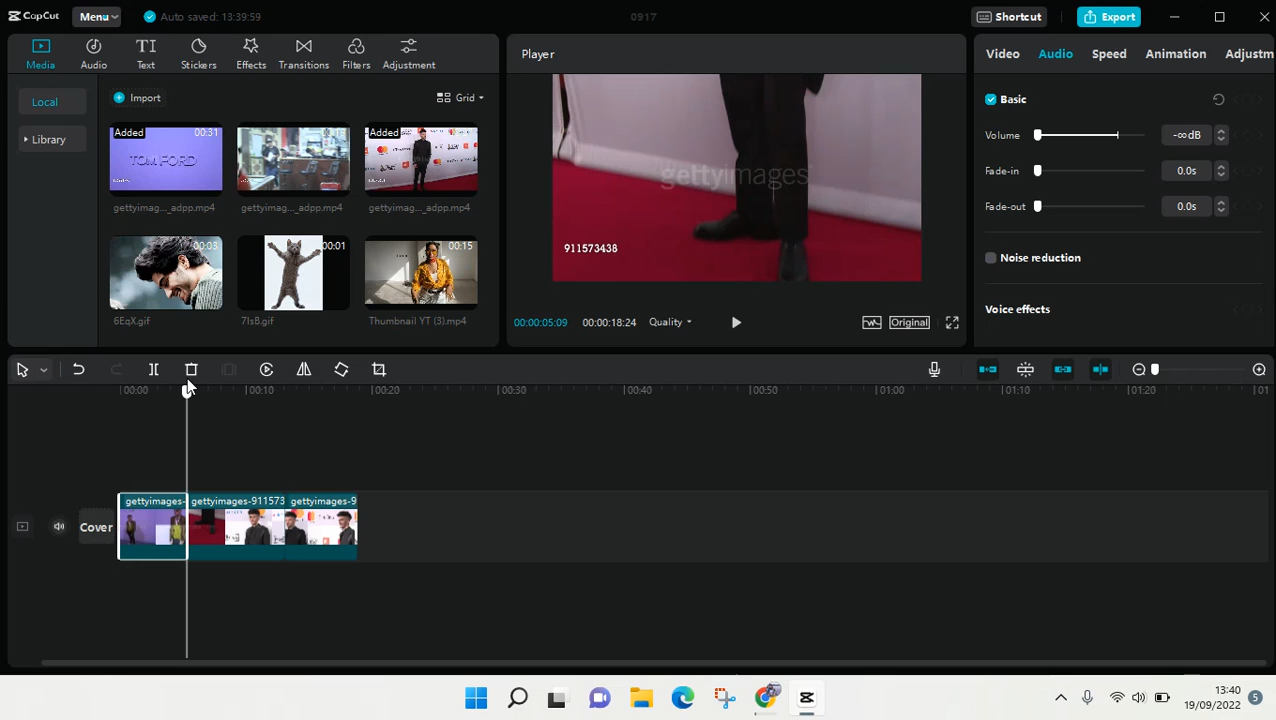 CapCut Menu Auto saved: 13:39:59 0917 Shortcut Export
Media Audio Text Stickers Effects Transitions Filters Adjustment
Local
Library
Import Grid
Added 00:31
TOM FORD
gettyimag..._adpp.mp4
00:13
gettyimag..._adpp.mp4
Added
gettyimag..._adpp.mp4
00:03
6EqX.gif
00:01
7IsB.gif
00:15
Thumbnail YT (3).mp4
Player
gettyimages
911573438
00:00:05:09 00:00:18:24 Quality Original
Video Audio Speed Animation Adjustm
Basic
Volume -∞dB
Fade-in 0.0s
Fade-out 0.0s
Noise reduction
Voice effects
00:00 00:10 00:20 00:30 00:40 00:50 01:00 01:10 01:20 01
gettyimages- gettyimages-911573 gettyimages-9
Cover
13:40
19/09/2022 5